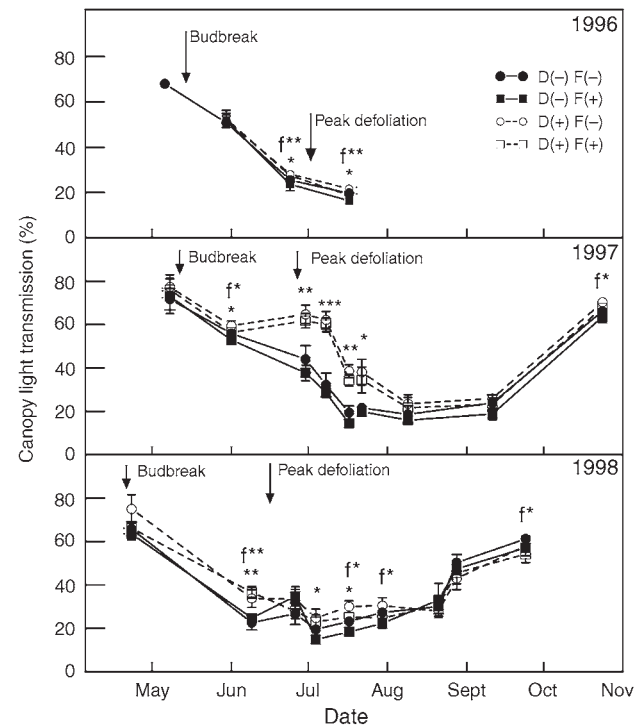 1996
80
Budbreak
D(–) F(–)
60
D(–) F(+)
D(+) F(–)
Peak defoliation
D(+) F(+)
40
f**
*
f**
*
20
0
1997
80
Budbreak
Peak defoliation
f*
*
**
***
**
*
f*
60
40
20
0
1998
80
Budbreak
Peak defoliation
f**
**
*
f*
*
f*
f*
60
40
20
0
Canopy light transmission (%)
May Jun Jul Aug Sept Oct Nov
Date